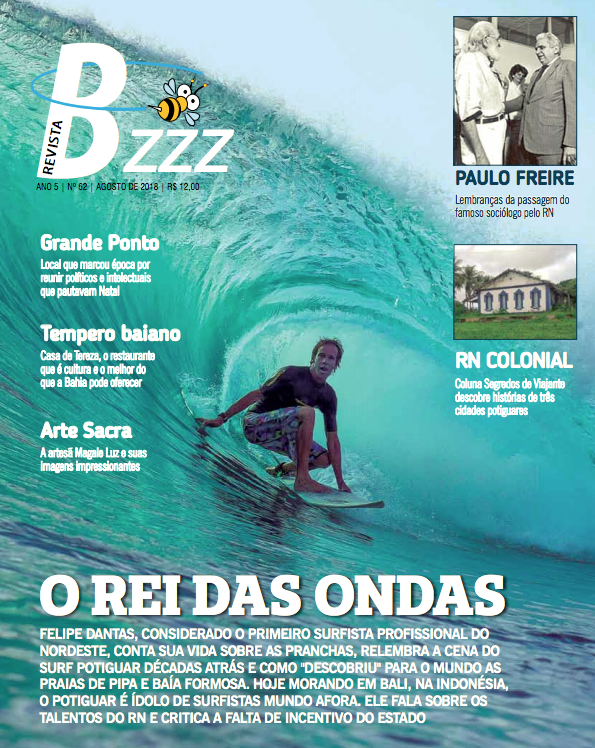 REVISTA
Bzzz
ANO 5 | Nº 62 | AGOSTO DE 2018 | R$ 12,00
PAULO FREIRE
Lembranças da passagem do
famoso sociólogo pelo RN
Grande Ponto
Local que marcou época por
reunir políticos e intelectuais
que pautavam Natal
Tempero baiano
Casa de Tereza, o restaurante
que é cultura e o melhor do
que a Bahia pode oferecer
RN COLONIAL
Coluna Segredos de Viajante
descobre histórias de três
cidades potiguares
Arte Sacra
A artesã Magale Luz e suas
imagens impressionantes
O REI DAS ONDAS
FELIPE DANTAS, CONSIDERADO O PRIMEIRO SURFISTA PROFISSIONAL DO
NORDESTE, CONTA SUA VIDA SOBRE AS PRANCHAS, RELEMBRA A CENA DO
SURF POTIGUAR DÉCADAS ATRÁS E COMO "DESCOBRIU" PARA O MUNDO AS
PRAIAS DE PIPA E BAÍA FORMOSA. HOJE MORANDO EM BALI, NA INDONÉSIA,
O POTIGUAR É ÍDOLO DE SURFISTAS MUNDO AFORA. ELE FALA SOBRE OS
TALENTOS DO RN E CRITICA A FALTA DE INCENTIVO DO ESTADO